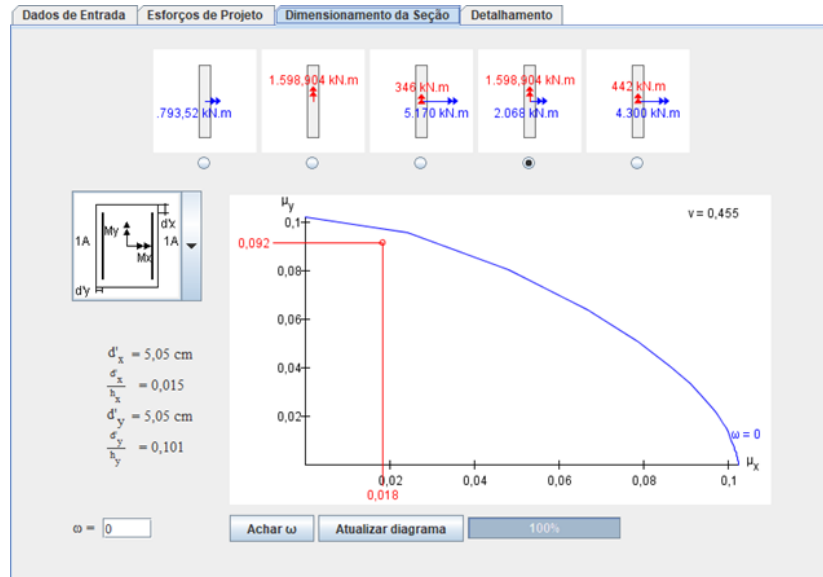 Dados de Entrada Esforços de Projeto Dimensionamento da Seção Detalhamento
.793,52 kN.m
1.598,904 kN.m
346 kN.m
5.170 kN.m
1.598,904 kN.m
2.068 kN.m
442 kN.m
4.300 kN.m
1A My Mx 1A d'x
d'y
d'x = 5,05 cm
d'x
hx = 0,015
d'y = 5,05 cm
d'y
hy = 0,101
μy
ν = 0,455
0,1
0,092
0,08
0,06
0,04
0,02
ω = 0
μx
0,02 0,04 0,06 0,08 0,1
0,018
ω = 0 Achar ω Atualizar diagrama 100%